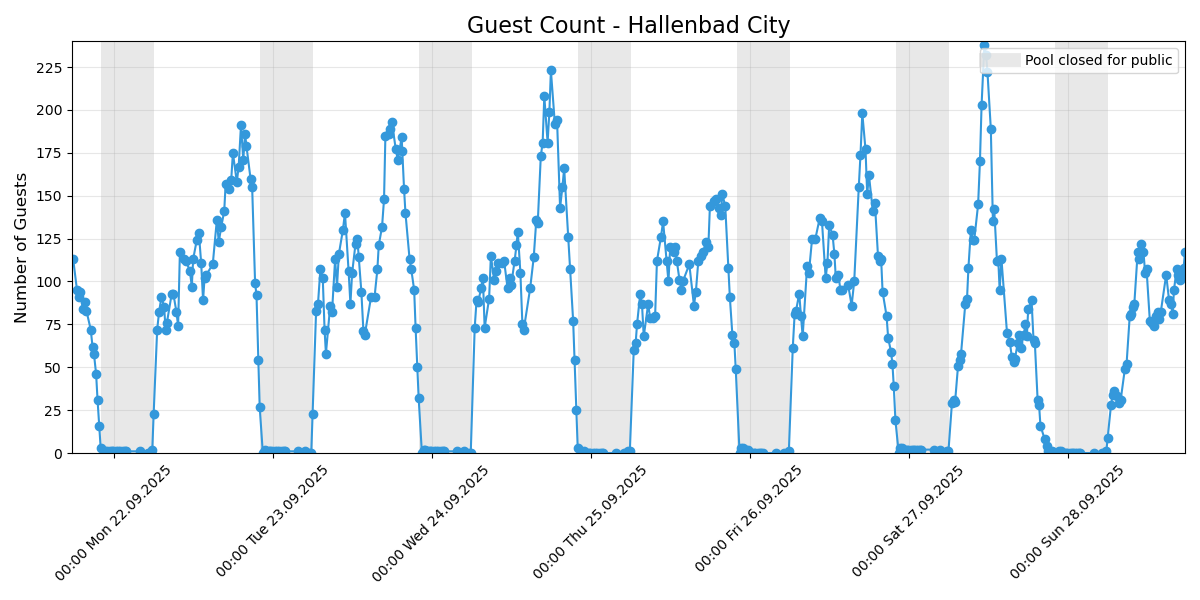 Guest Count - Hallenbad City
Pool closed for public
Number of Guests
225
200
175
150
125
100
75
50
25
0
00:00 Mon 22.09.2025
00:00 Tue 23.09.2025
00:00 Wed 24.09.2025
00:00 Thu 25.09.2025
00:00 Fri 26.09.2025
00:00 Sat 27.09.2025
00:00 Sun 28.09.2025